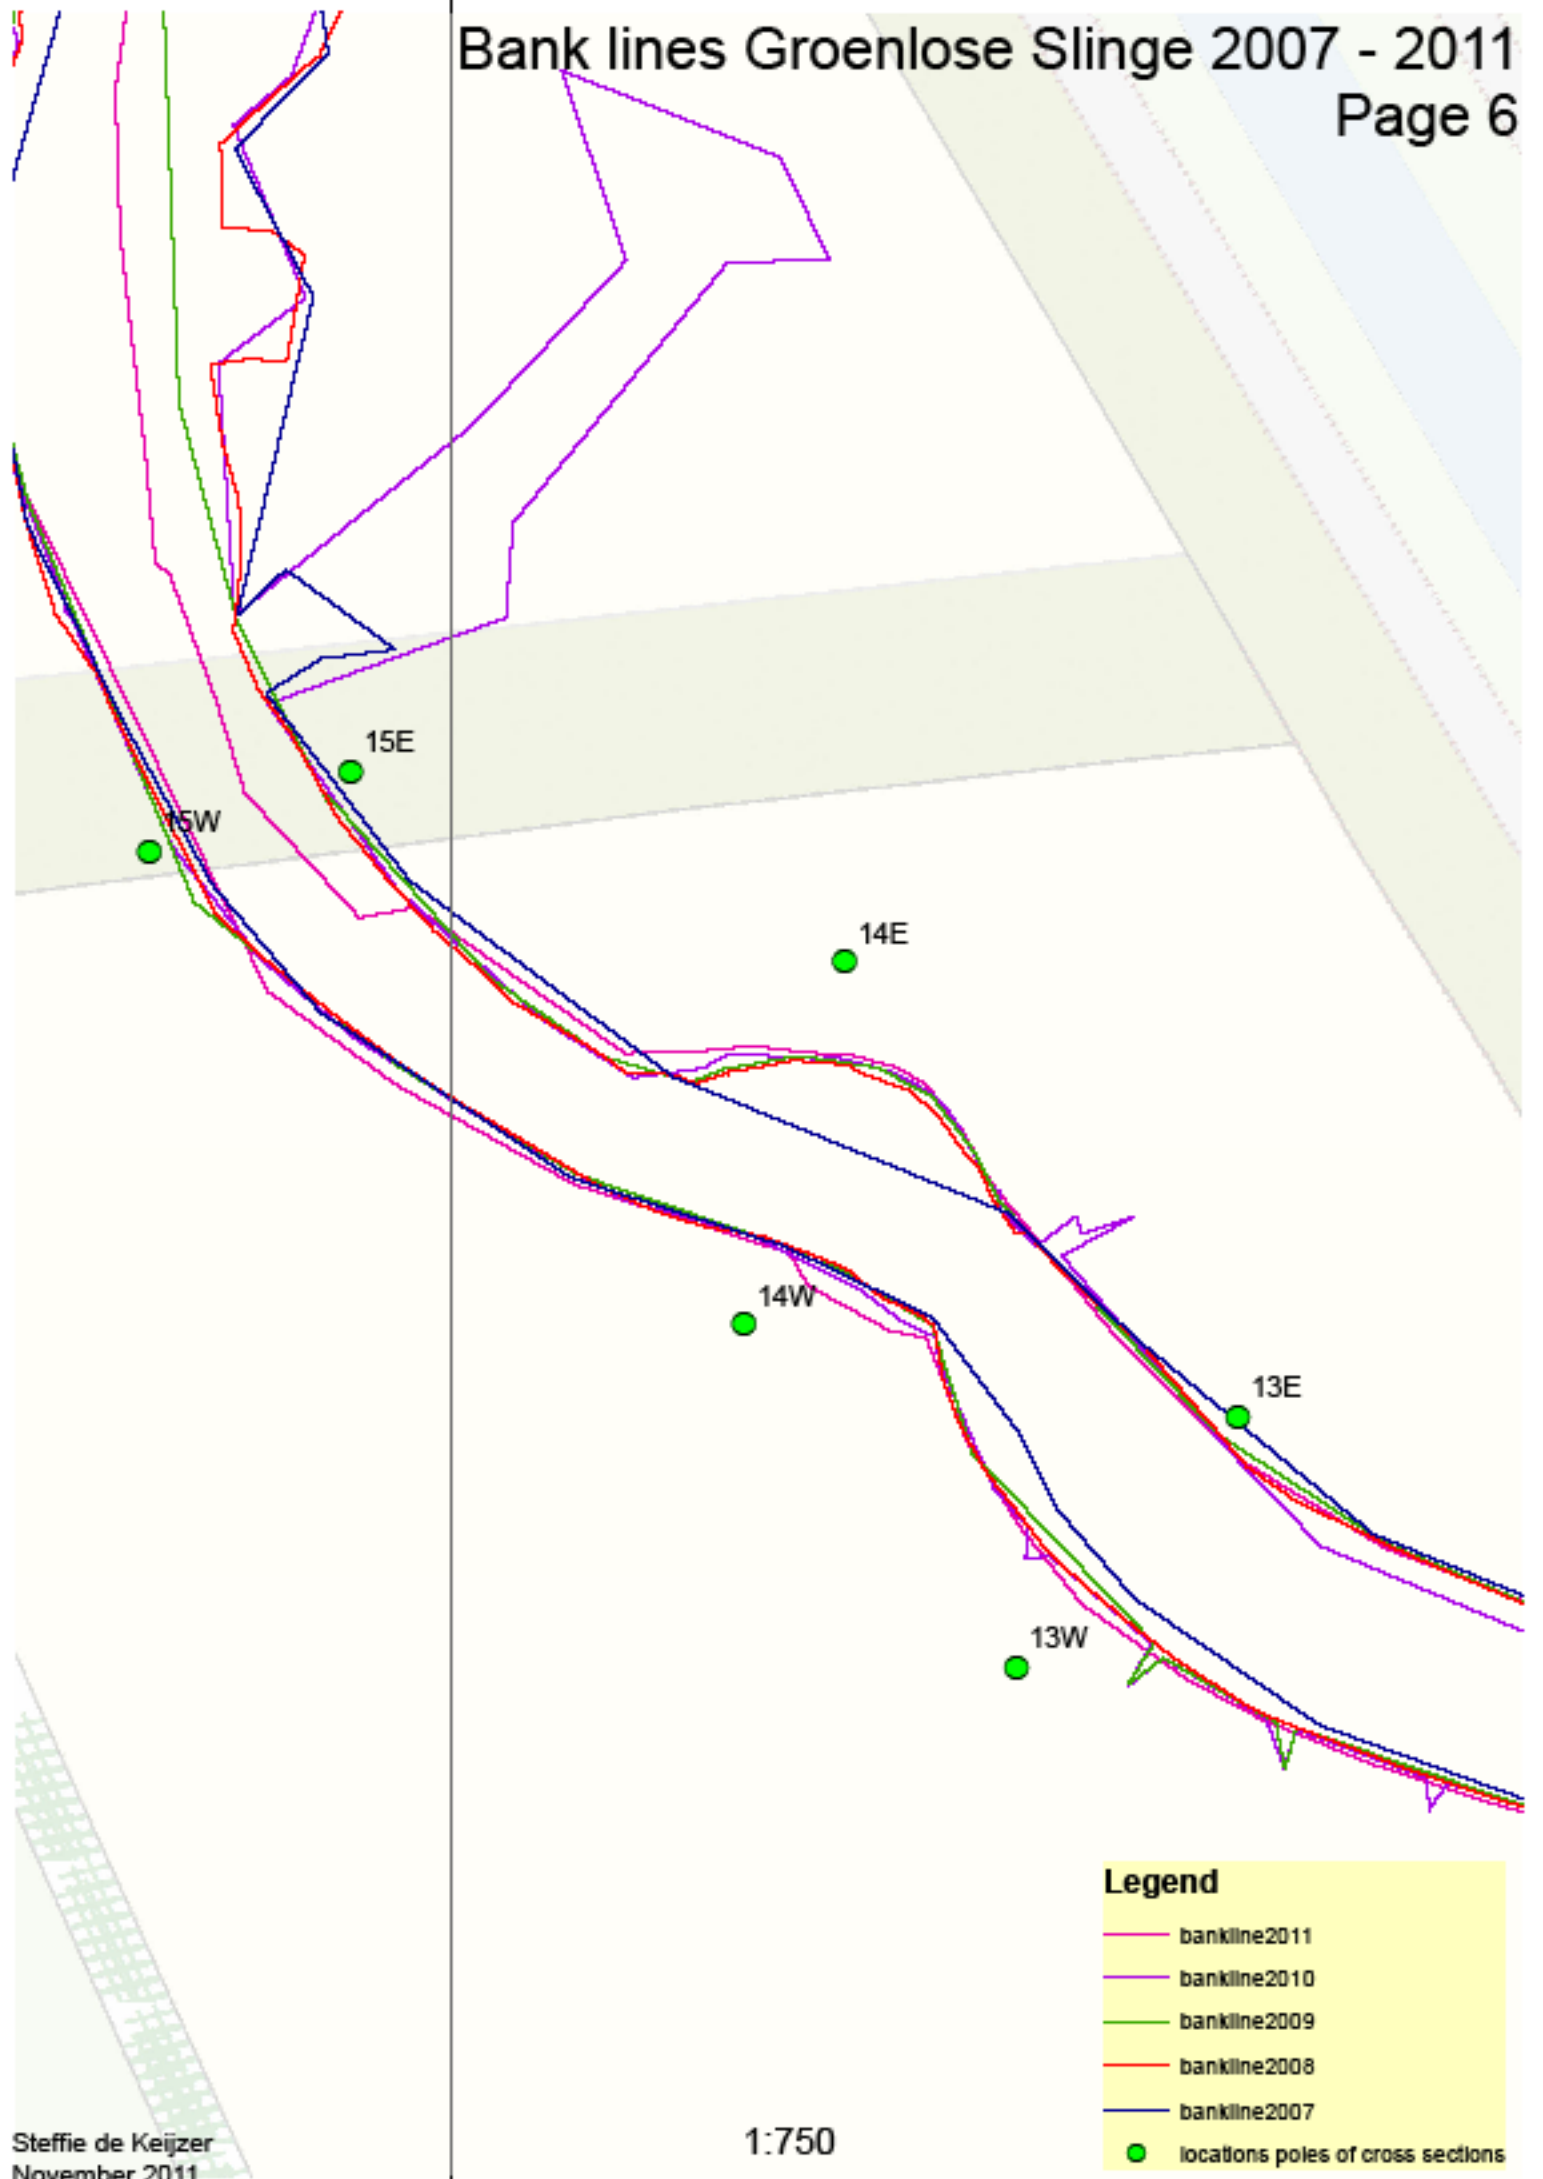 Bank lines Groenlose Slinge 2007 - 2011
Page 6
15E
15W
14E
14W
13E
13W
Legend
bankline2011
bankline2010
bankline2009
bankline2008
bankline2007
locations poles of cross sections
1:750
Steffie de Keijzer
November 2011